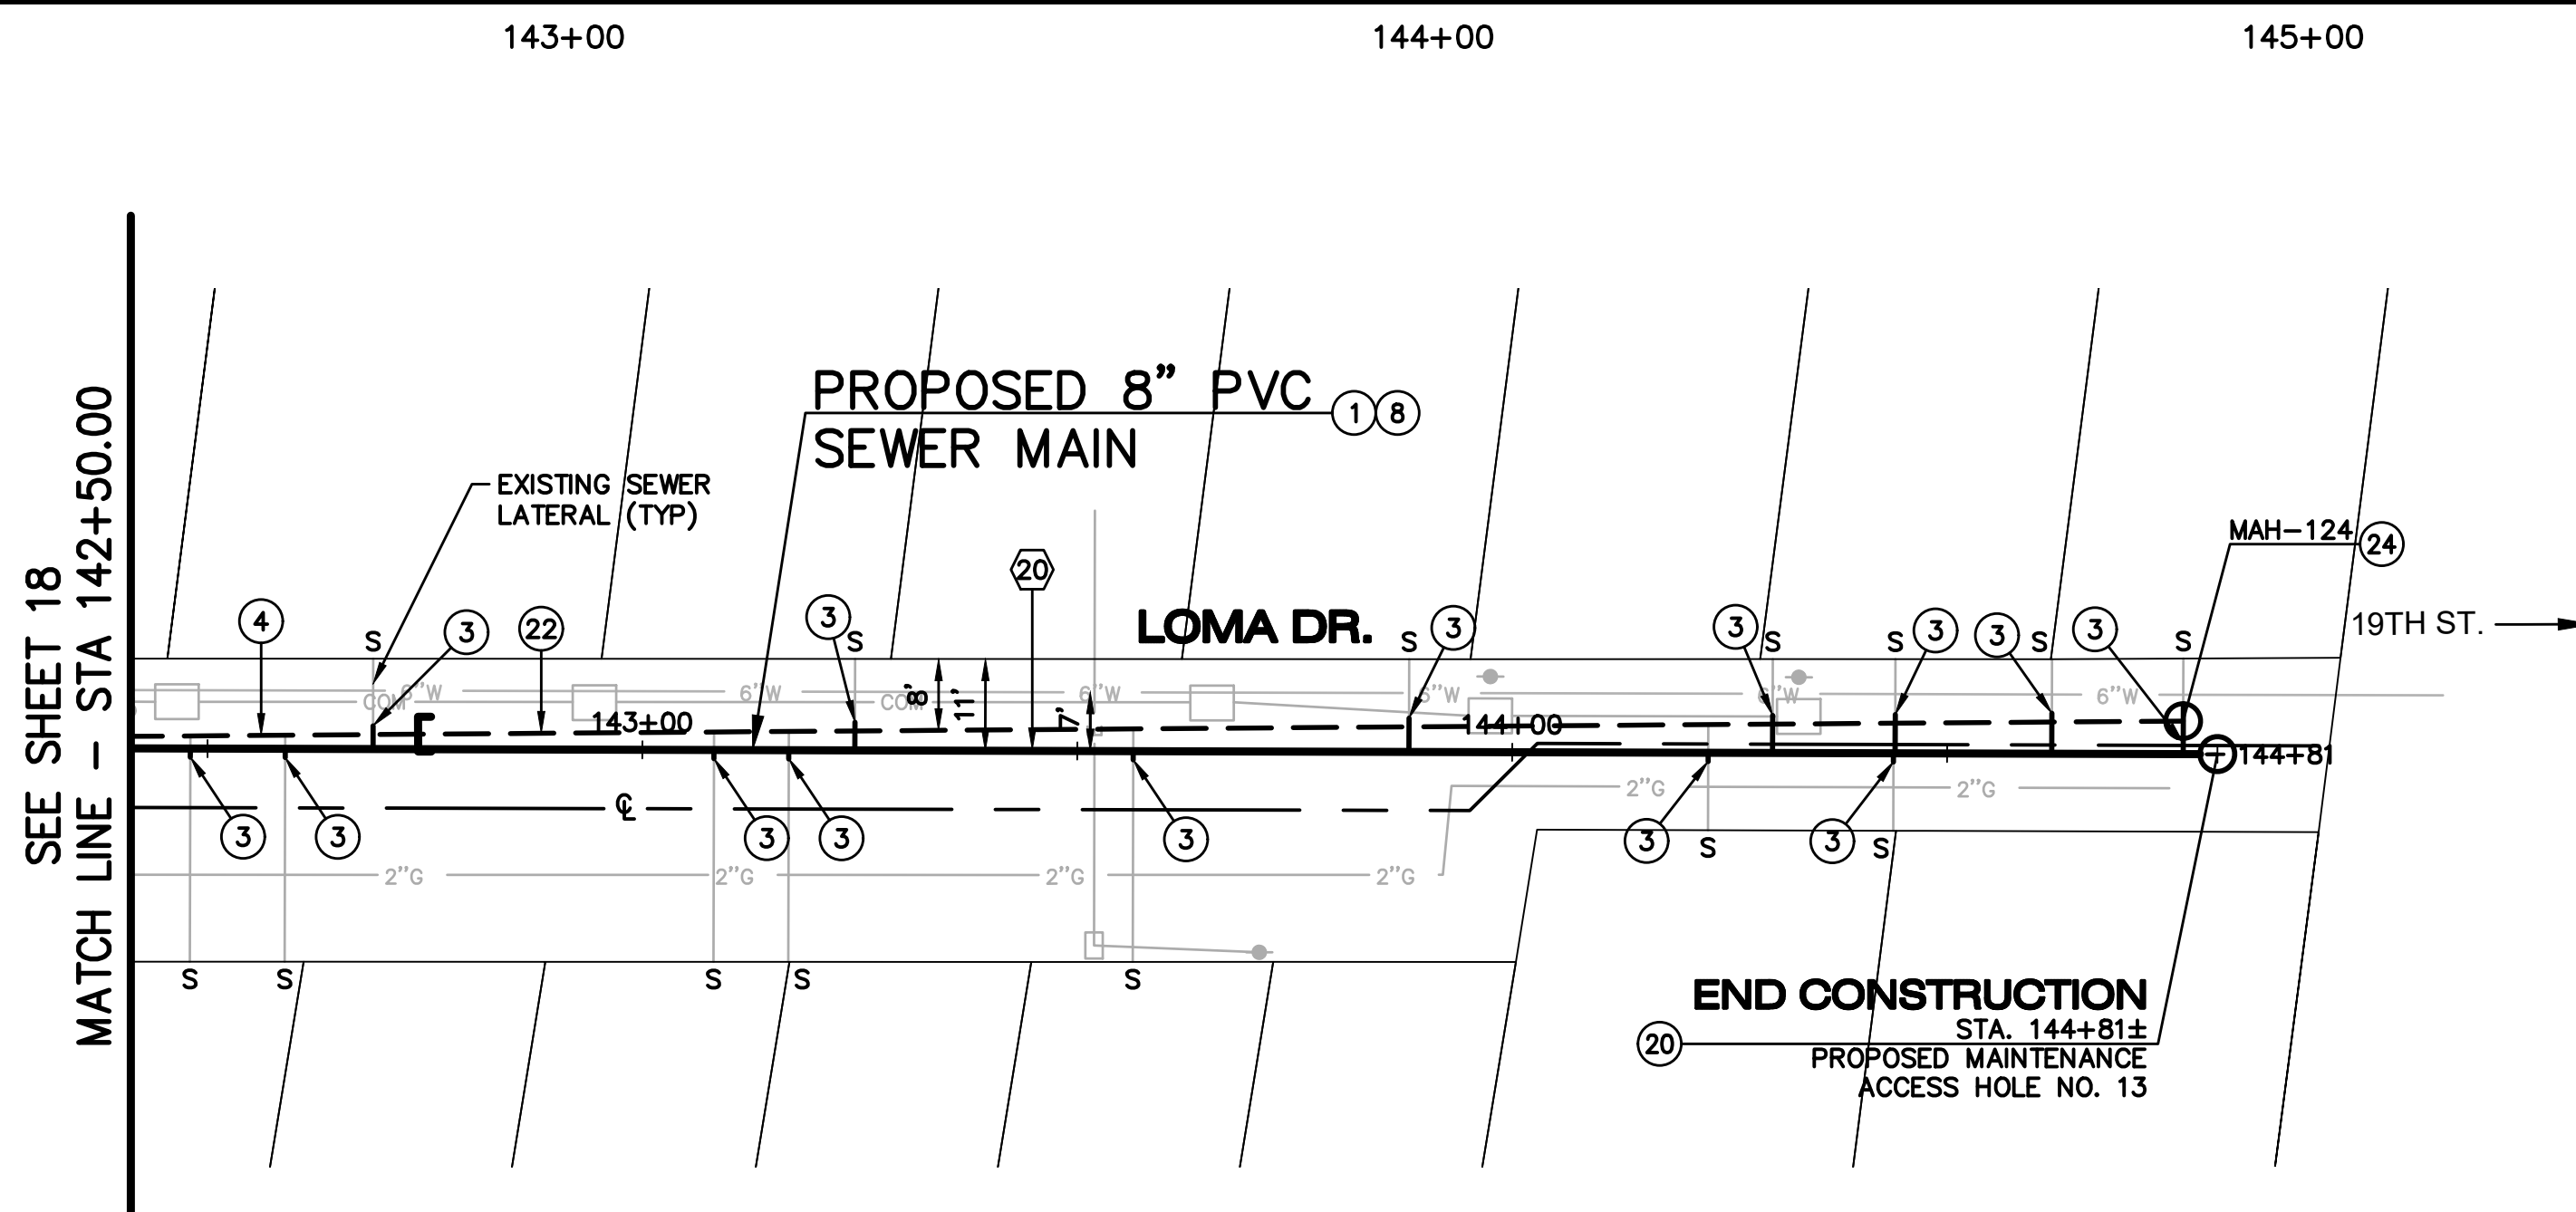 143+00
144+00
145+00
SEE SHEET 18
MATCH LINE - STA 142+50.00
PROPOSED 8" PVC
1
8
SEWER MAIN
EXISTING SEWER
LATERAL (TYP)
MAH-124
24
20
4
S
3
22
3
S
LOMA DR.
S
3
3
S
S
3
3
S
3
S
19TH ST.
6"W
6"W
6"W
6"W
6"W
6"W
COM
COM
8'
11'
7'
143+00
144+00
144+81
℄
2"G
2"G
3
3
3
3
3
3
S
3
S
2"G
2"G
2"G
2"G
S
S
S
S
S
END CONSTRUCTION
STA. 144+81±
20
PROPOSED MAINTENANCE
ACCESS HOLE NO. 13